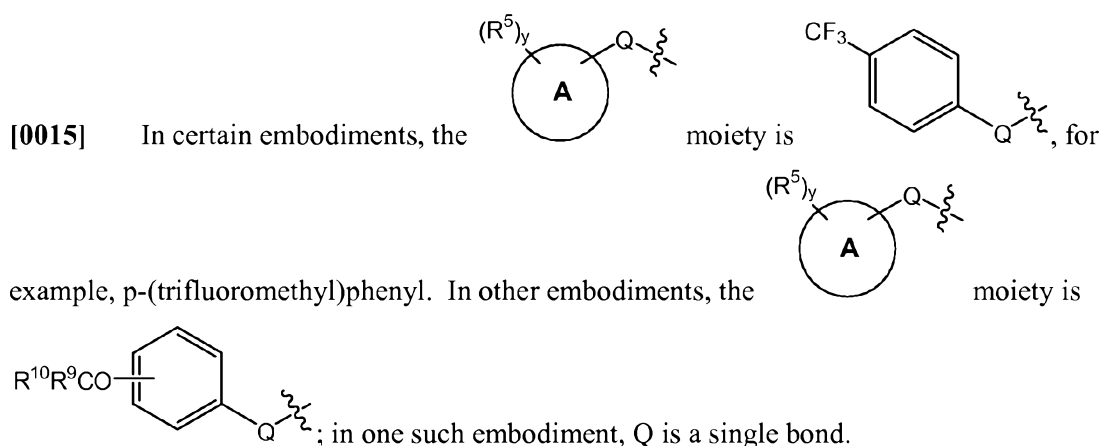 (R⁵)y Q A CF₃ Q
[0015] In certain embodiments, the moiety is , for
(R⁵)y Q A
example, p-(trifluoromethyl)phenyl. In other embodiments, the moiety is
R¹⁰R⁹CO Q ; in one such embodiment, Q is a single bond.